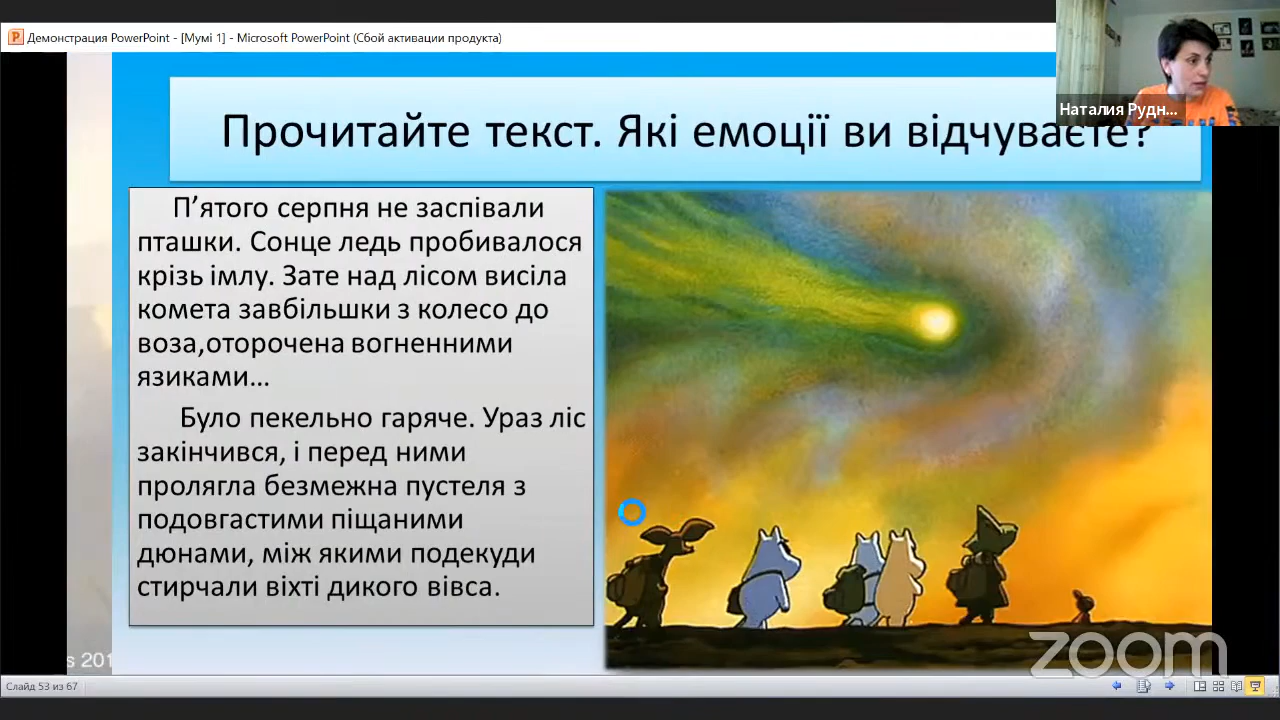 Демонстрация PowerPoint - [Мумі 1] - Microsoft PowerPoint (Сбой активации продукта)
Наталия Рудн...
Прочитайте текст. Які емоції ви відчуваєте?
П’ятого серпня не заспівали
пташки. Сонце ледь пробивалося
крізь імлу. Зате над лісом висіла
комета завбільшки з колесо до
воза,оторочена вогненними
язиками…
Було пекельно гаряче. Ураз ліс
закінчився, і перед ними
пролягла безмежна пустеля з
подовгастими піщаними
дюнами, між якими подекуди
стирчали віхті дикого вівса.
s 201
zoom
Слайд 53 из 67